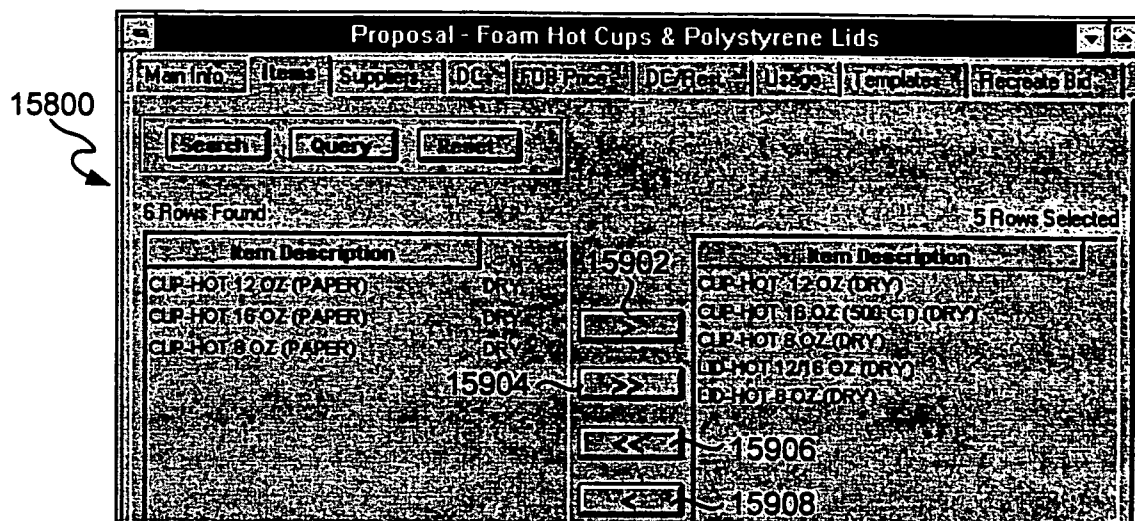 Proposal - Foam Hot Cups & Polystyrene Lids
Main Info. Items Suppliers DCs FOB Price DC/Rest. Usage Templates Recreate Bid
15800
Search Query Reset
6 Rows Found 5 Rows Selected
Item Description 15902 Item Description
CUP-HOT 12 OZ (PAPER) DRY CUP-HOT 12 OZ (DRY)
CUP-HOT 16 OZ (PAPER) DRY > CUP-HOT 16 OZ (500 CT) (DRY)
CUP-HOT 8 OZ (PAPER) DRY CUP-HOT 8 OZ (DRY)
15904 >> LID-HOT 12/16 OZ (DRY)
LID-HOT 8 OZ (DRY)
<< 15906
< 15908